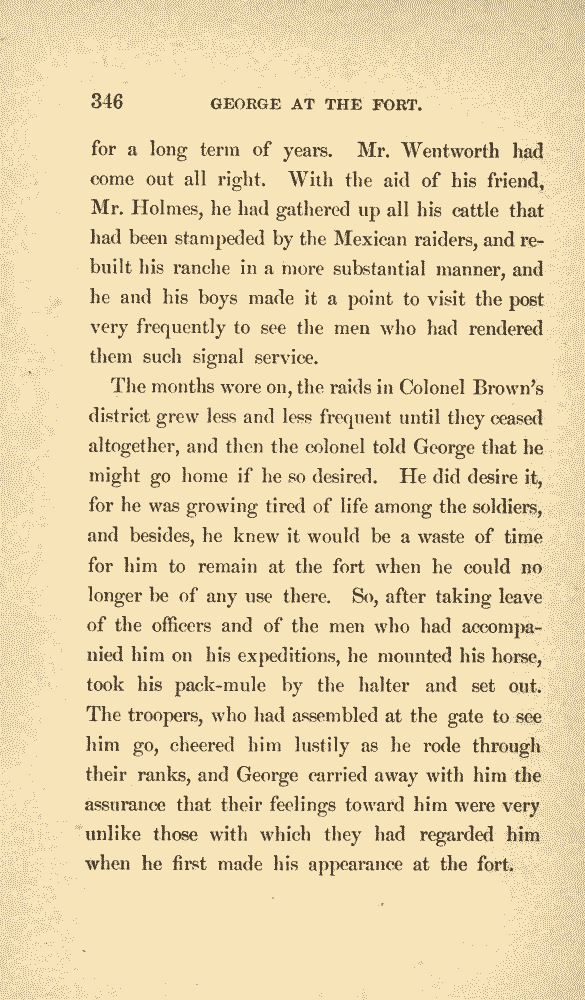 346 GEORGE AT THE FORT.
for a long term of years. Mr. Wentworth had
come out all right. With the aid of his friend,
Mr. Holmes, he had gathered up all his cattle that
had been stampeded by the Mexican raiders, and re-
built his ranche in a more substantial manner, and
he and his boys made it a point to visit the post
very frequently to see the men who had rendered
them such signal service.
The months wore on, the raids in Colonel Brown's
district grew less and less frequent until they ceased
altogether, and then the colonel told George that he
might go home if he so desired. He did desire it,
for he was growing tired of life among the soldiers,
and besides, he knew it would be a waste of time
for him to remain at the fort when he could no
longer be of any use there. So, after taking leave
of the officers and of the men who had accompa-
nied him on his expeditions, he mounted his horse,
took his pack-mule by the halter and set out.
The troopers, who had assembled at the gate to see
him go, cheered him lustily as he rode through
their ranks, and George carried away with him the
assurance that their feelings toward him were very
unlike those with which they had regarded him
when he first made his appearance at the fort.